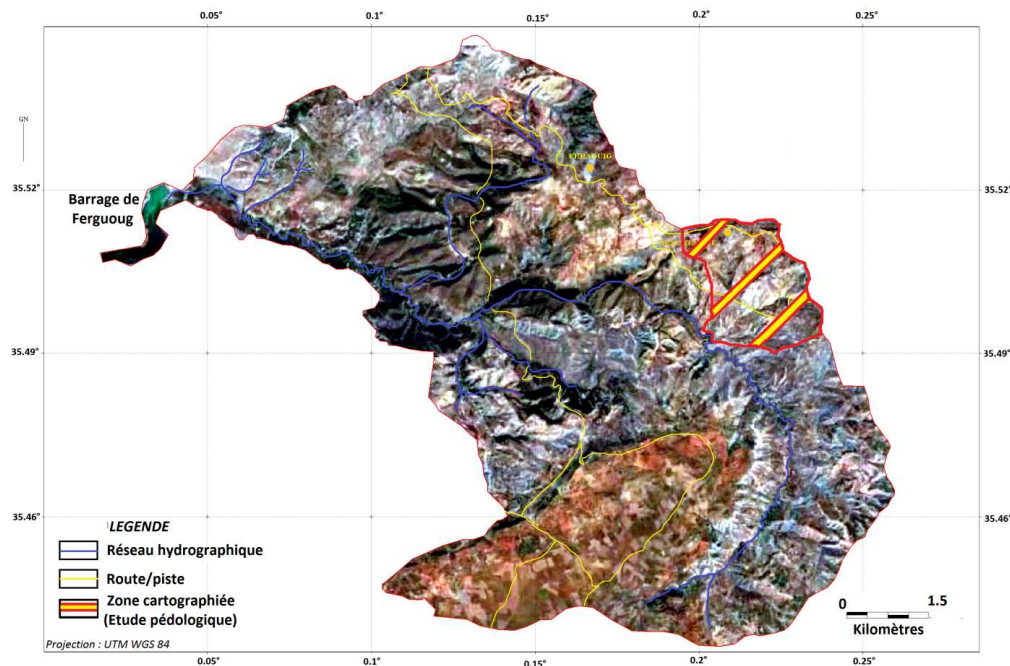 0.05° 0.1° 0.15° 0.2° 0.25°
GN
35.52° 35.52°
FERAGUIG
Barrage de
Ferguoug
35.49° 35.49°
35.46° 35.46°
LEGENDE
Réseau hydrographique
Route/piste
Zone cartographiée
(Etude pédologique)
0 1.5
Kilomètres
Projection : UTM WGS 84
0.05° 0.1° 0.15° 0.2° 0.25°